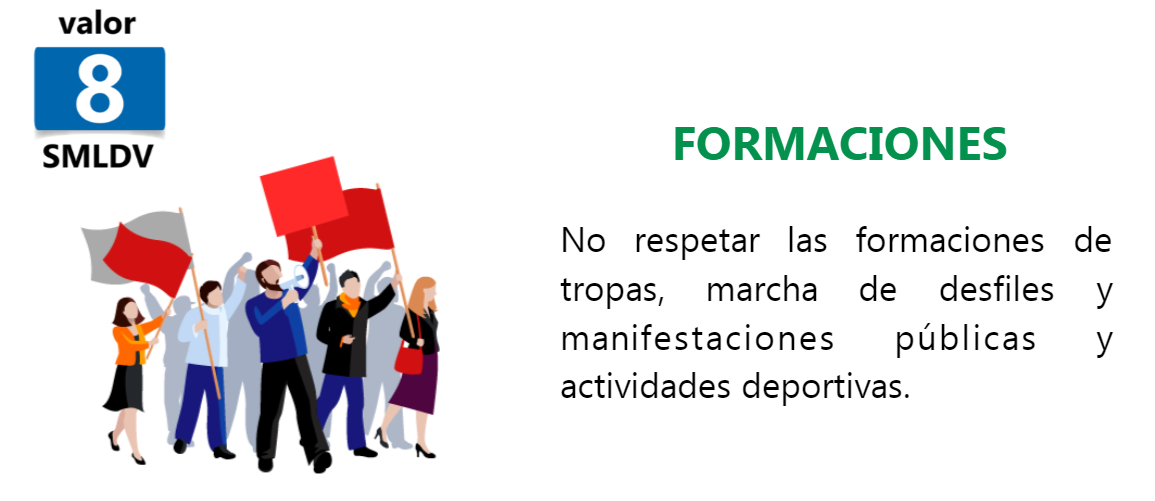 valor
8
SMLDV
FORMACIONES
No respetar las formaciones de
tropas, marcha de desfiles y
manifestaciones públicas y
actividades deportivas.